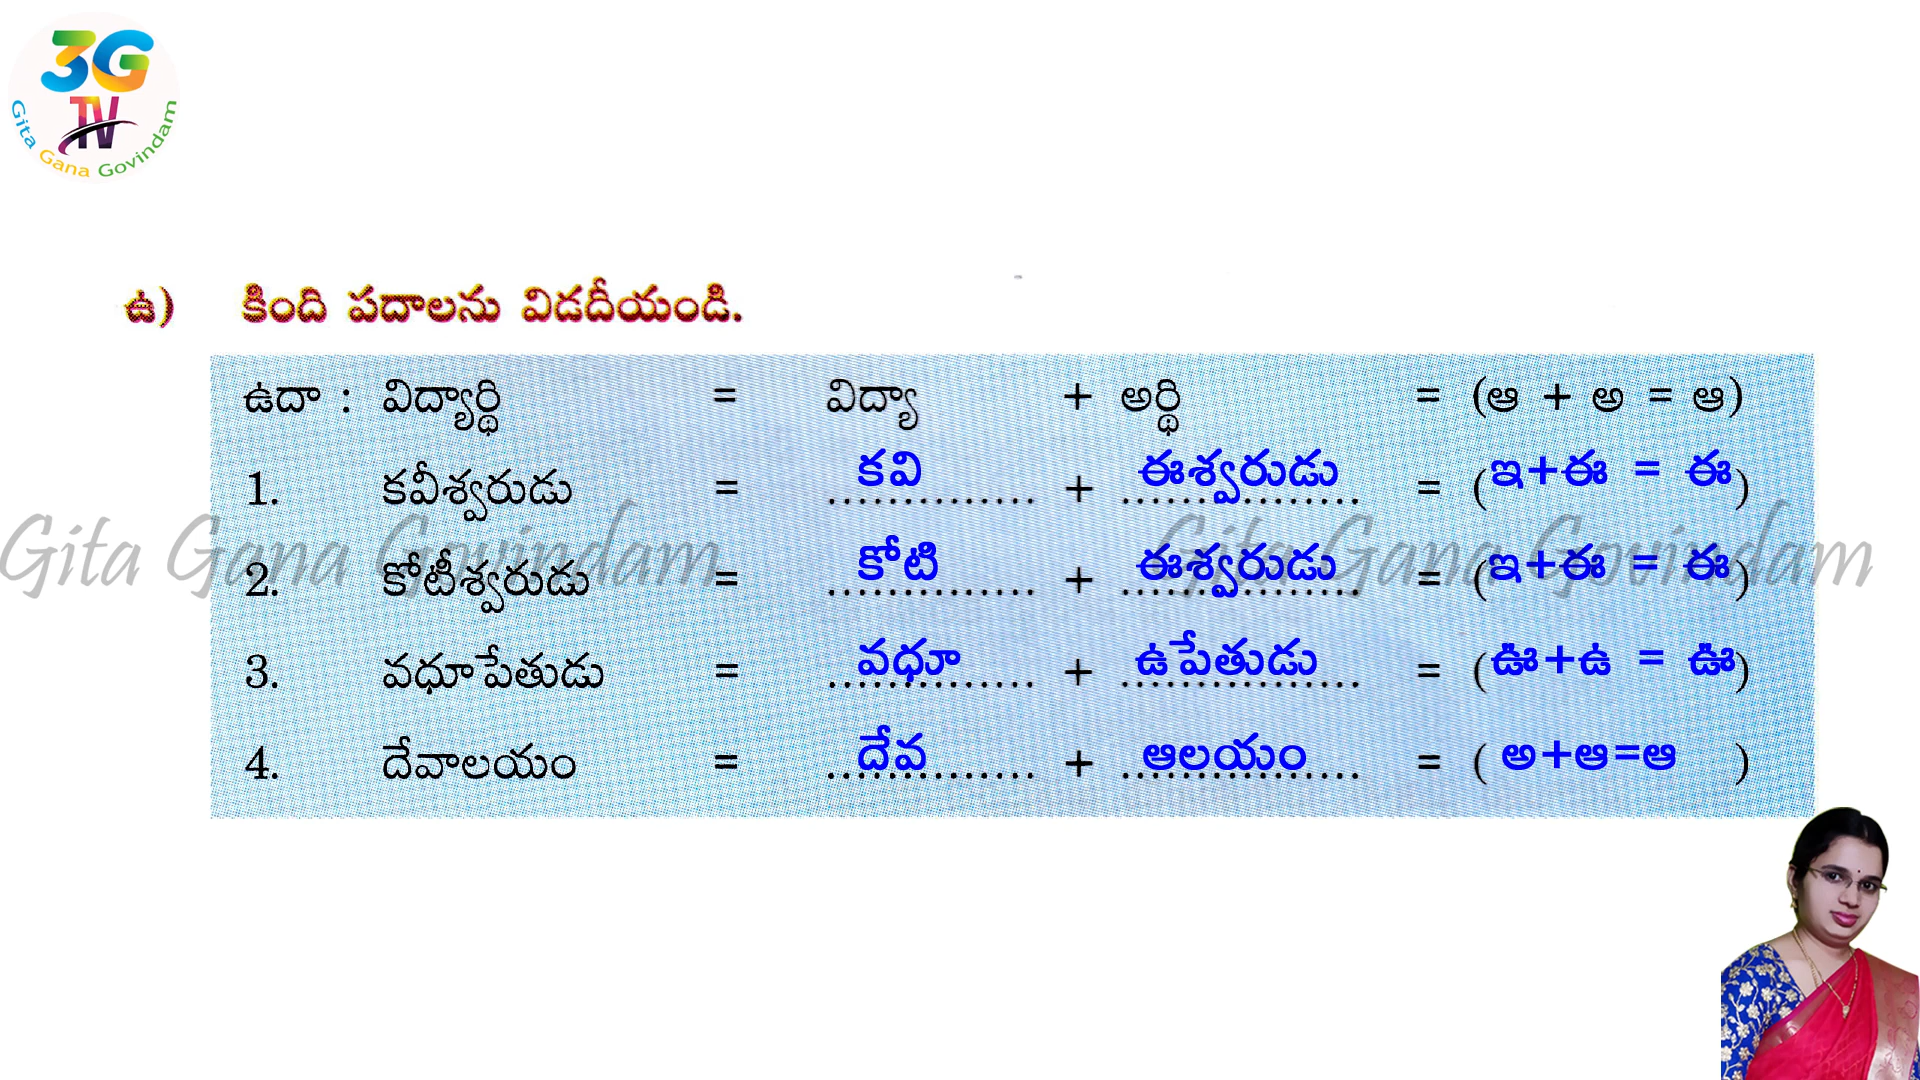 3G
TV
Gita Gana Govindam
ఉ) కింది పదాలను విడదీయండి.
ఉదా : విద్యార్థి = విద్యా + అర్థి = (ఆ + అ = ఆ)
1. కవీశ్వరుడు = కవి + ఈశ్వరుడు = (ఇ+ఈ = ఈ)
Gita Gana Govindam Gita Gana Govindam
2. కోటీశ్వరుడు = కోటి + ఈశ్వరుడు = (ఇ+ఈ = ఈ)
3. వధూపేతుడు = వధూ + ఉపేతుడు = (ఊ+ఉ = ఊ)
4. దేవాలయం = దేవ + ఆలయం = ( అ+ఆ=ఆ )